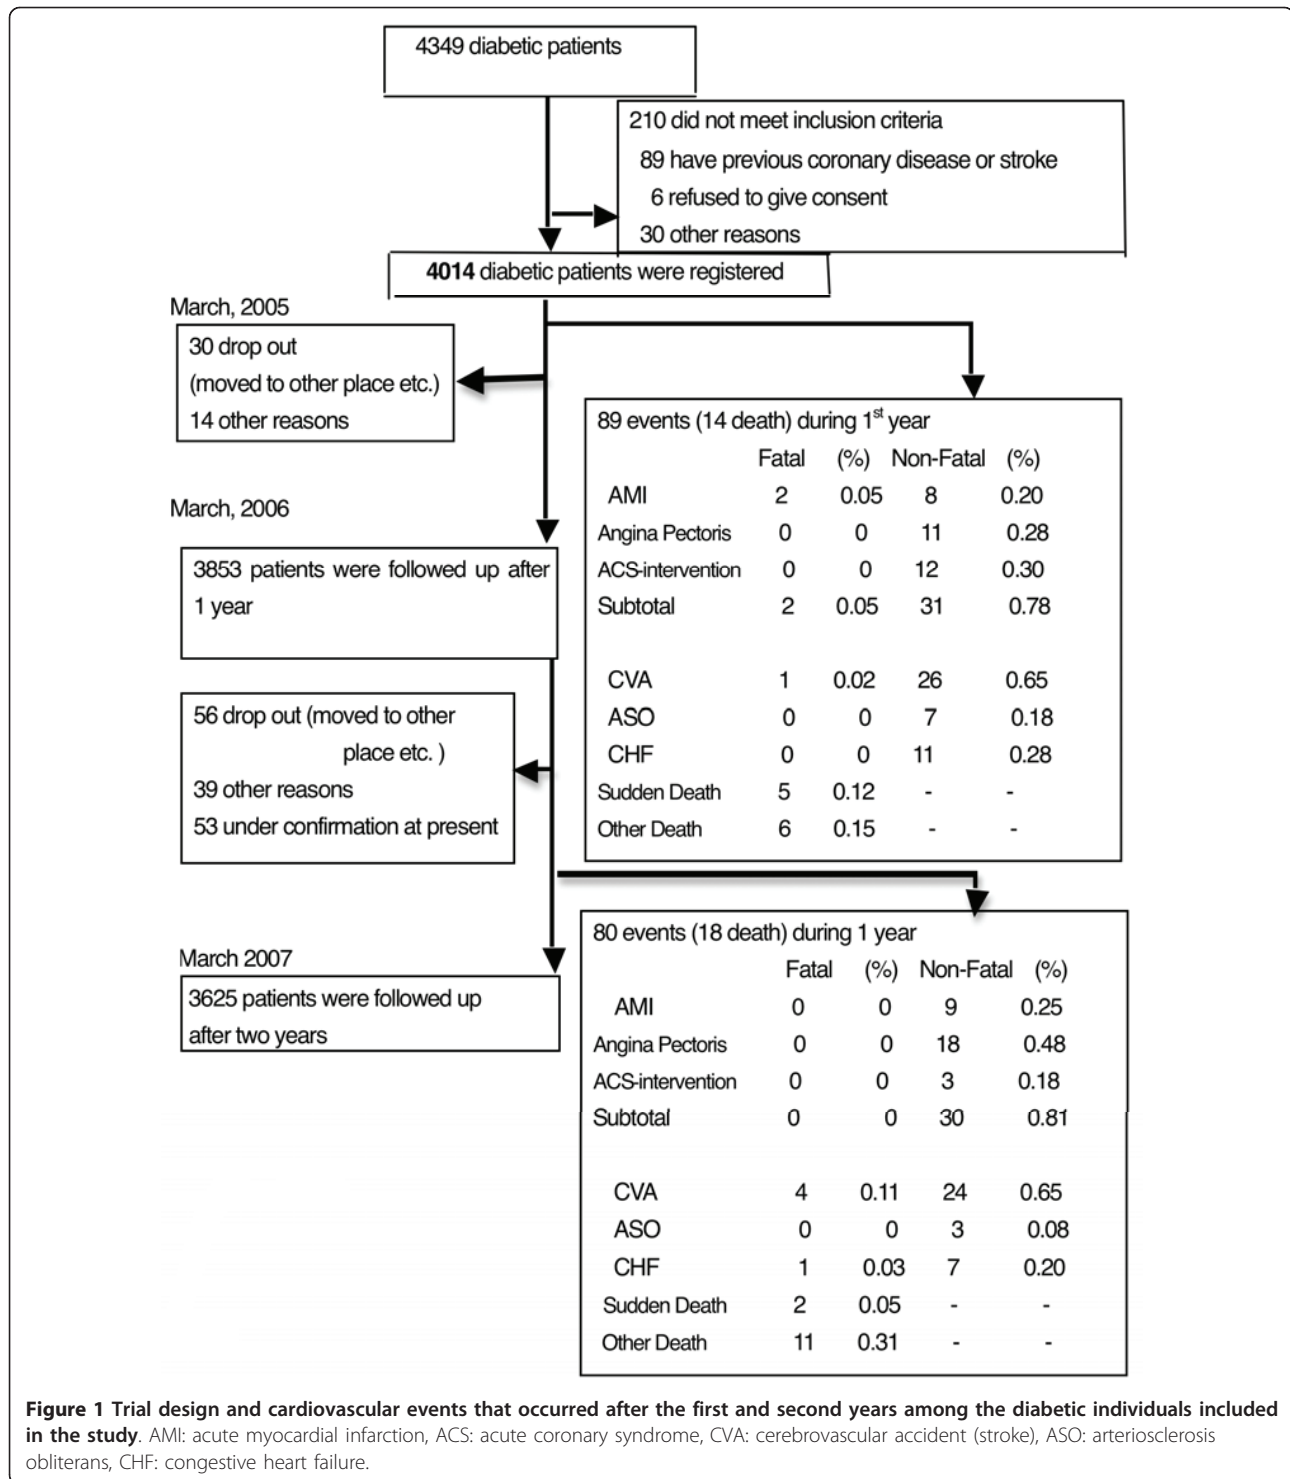 4349 diabetic patients
210 did not meet inclusion criteria
89 have previous coronary disease or stroke
6 refused to give consent
30 other reasons
4014 diabetic patients were registered
March, 2005
30 drop out
(moved to other place etc.)
14 other reasons
89 events (14 death) during 1st year
Fatal (%) Non-Fatal (%)
AMI 2 0.05 8 0.20
Angina Pectoris 0 0 11 0.28
ACS-intervention 0 0 12 0.30
Subtotal 2 0.05 31 0.78
CVA 1 0.02 26 0.65
ASO 0 0 7 0.18
CHF 0 0 11 0.28
Sudden Death 5 0.12 - -
Other Death 6 0.15 - -
March, 2006
3853 patients were followed up after
1 year
56 drop out (moved to other
place etc. )
39 other reasons
53 under confirmation at present
80 events (18 death) during 1 year
Fatal (%) Non-Fatal (%)
AMI 0 0 9 0.25
Angina Pectoris 0 0 18 0.48
ACS-intervention 0 0 3 0.18
Subtotal 0 0 30 0.81
CVA 4 0.11 24 0.65
ASO 0 0 3 0.08
CHF 1 0.03 7 0.20
Sudden Death 2 0.05 - -
Other Death 11 0.31 - -
March 2007
3625 patients were followed up
after two years
Figure 1 Trial design and cardiovascular events that occurred after the first and second years among the diabetic individuals included
in the study. AMI: acute myocardial infarction, ACS: acute coronary syndrome, CVA: cerebrovascular accident (stroke), ASO: arteriosclerosis
obliterans, CHF: congestive heart failure.